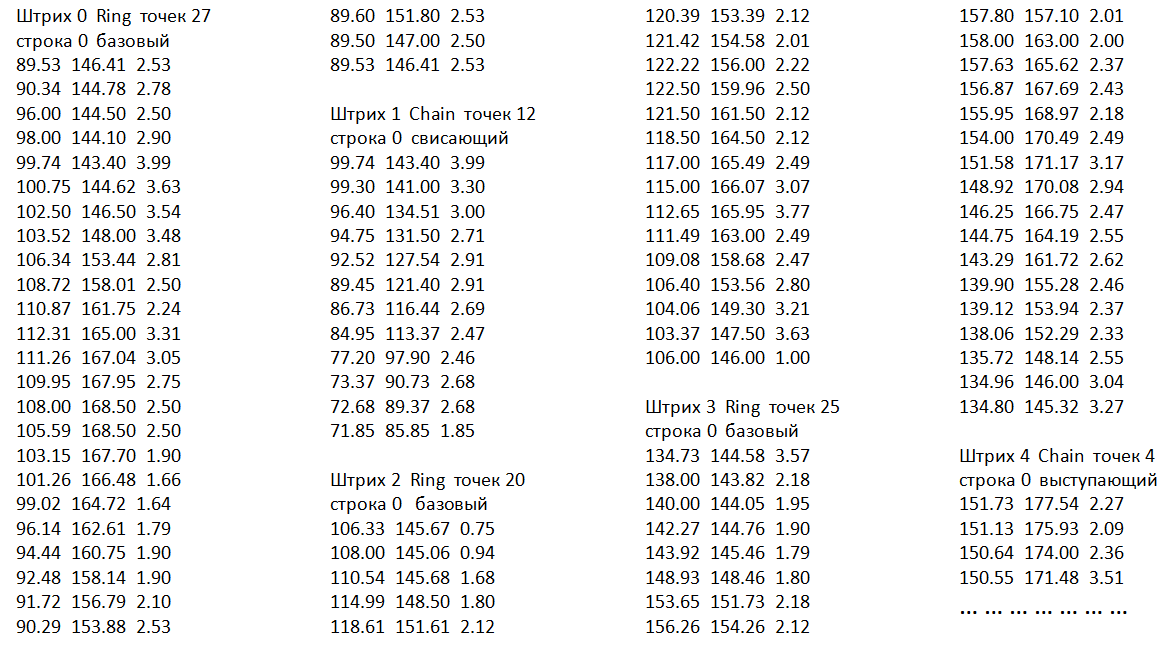 Штрих 0 Ring точек 27
строка 0 базовый
89.53 146.41 2.53
90.34 144.78 2.78
96.00 144.50 2.50
98.00 144.10 2.90
99.74 143.40 3.99
100.75 144.62 3.63
102.50 146.50 3.54
103.52 148.00 3.48
106.34 153.44 2.81
108.72 158.01 2.50
110.87 161.75 2.24
112.31 165.00 3.31
111.26 167.04 3.05
109.95 167.95 2.75
108.00 168.50 2.50
105.59 168.50 2.50
103.15 167.70 1.90
101.26 166.48 1.66
99.02 164.72 1.64
96.14 162.61 1.79
94.44 160.75 1.90
92.48 158.14 1.90
91.72 156.79 2.10
90.29 153.88 2.53
89.60 151.80 2.53
89.50 147.00 2.50
89.53 146.41 2.53
Штрих 1 Chain точек 12
строка 0 свисающий
99.74 143.40 3.99
99.30 141.00 3.30
96.40 134.51 3.00
94.75 131.50 2.71
92.52 127.54 2.91
89.45 121.40 2.91
86.73 116.44 2.69
84.95 113.37 2.47
77.20 97.90 2.46
73.37 90.73 2.68
72.68 89.37 2.68
71.85 85.85 1.85
Штрих 2 Ring точек 20
строка 0 базовый
106.33 145.67 0.75
108.00 145.06 0.94
110.54 145.68 1.68
114.99 148.50 1.80
118.61 151.61 2.12
120.39 153.39 2.12
121.42 154.58 2.01
122.22 156.00 2.22
122.50 159.96 2.50
121.50 161.50 2.12
118.50 164.50 2.12
117.00 165.49 2.49
115.00 166.07 3.07
112.65 165.95 3.77
111.49 163.00 2.49
109.08 158.68 2.47
106.40 153.56 2.80
104.06 149.30 3.21
103.37 147.50 3.63
106.00 146.00 1.00
Штрих 3 Ring точек 25
строка 0 базовый
134.73 144.58 3.57
138.00 143.82 2.18
140.00 144.05 1.95
142.27 144.76 1.90
143.92 145.46 1.79
148.93 148.46 1.80
153.65 151.73 2.18
156.26 154.26 2.12
157.80 157.10 2.01
158.00 163.00 2.00
157.63 165.62 2.37
156.87 167.69 2.43
155.95 168.97 2.18
154.00 170.49 2.49
151.58 171.17 3.17
148.92 170.08 2.94
146.25 166.75 2.47
144.75 164.19 2.55
143.29 161.72 2.62
139.90 155.28 2.46
139.12 153.94 2.37
138.06 152.29 2.33
135.72 148.14 2.55
134.96 146.00 3.04
134.80 145.32 3.27
Штрих 4 Chain точек 4
строка 0 выступающий
151.73 177.54 2.27
151.13 175.93 2.09
150.64 174.00 2.36
150.55 171.48 3.51
... ... ... ... ... ... ...